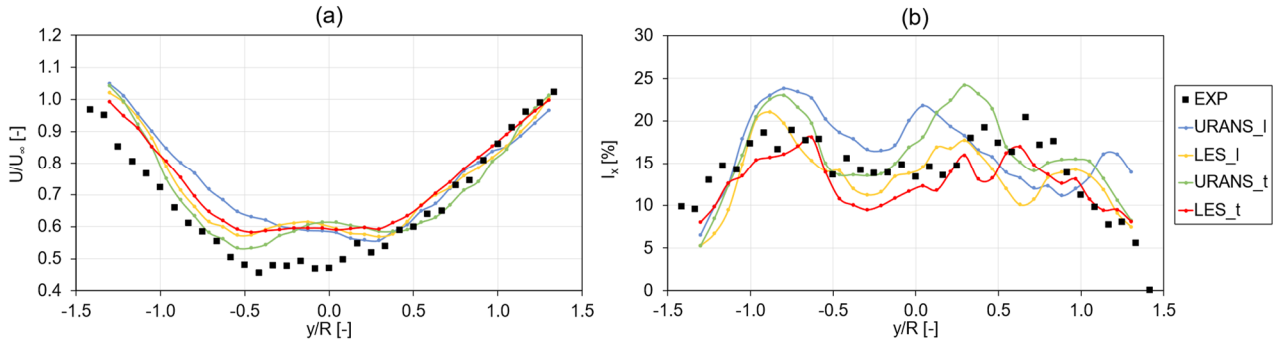 (a)
U/U∞ [-]
1.2
1.1
1.0
0.9
0.8
0.7
0.6
0.5
0.4
-1.5 -1.0 -0.5 0.0 0.5 1.0 1.5
y/R [-]
(b)
Ix [%]
30
25
20
15
10
5
0
-1.5 -1.0 -0.5 0.0 0.5 1.0 1.5
y/R [-]
EXP
URANS_l
LES_l
URANS_t
LES_t